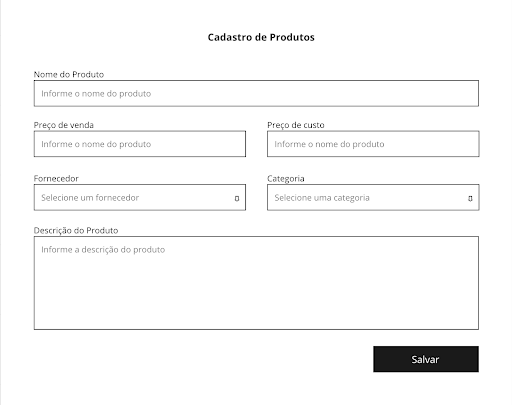 Cadastro de Produtos
Nome do Produto
Informe o nome do produto
Preço de venda
Preço de custo
Informe o nome do produto
Informe o nome do produto
Fornecedor
Categoria
Selecione um fornecedor
Selecione uma categoria
Descrição do Produto
Informe a descrição do produto
Salvar